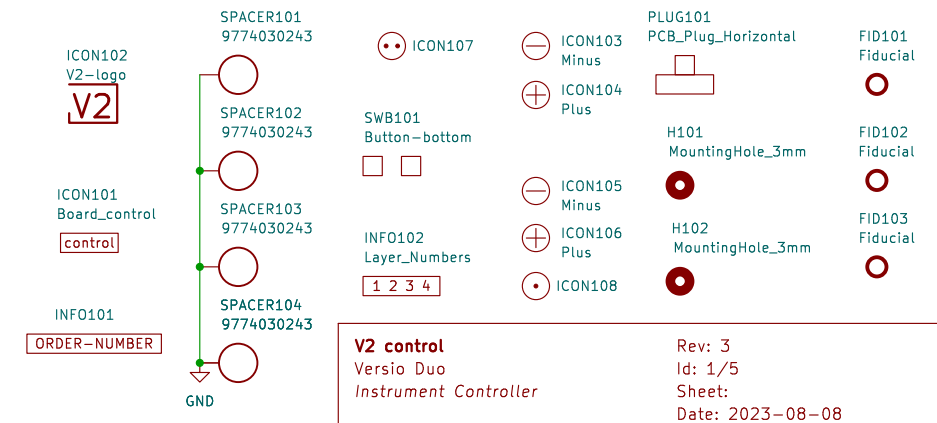 ICON102
V2-logo
V2
ICON101
Board_control
control
INFO101
ORDER-NUMBER
SPACER101
9774030243
SPACER102
9774030243
SPACER103
9774030243
SPACER104
9774030243
GND
ICON107
SWB101
Button-bottom
INFO102
Layer_Numbers
1 2 3 4
ICON103
Minus
ICON104
Plus
ICON105
Minus
ICON106
Plus
ICON108
PLUG101
PCB_Plug_Horizontal
H101
MountingHole_3mm
H102
MountingHole_3mm
FID101
Fiducial
FID102
Fiducial
FID103
Fiducial
V2 control
Versio Duo
Instrument Controller
Rev: 3
Id: 1/5
Sheet:
Date: 2023-08-08